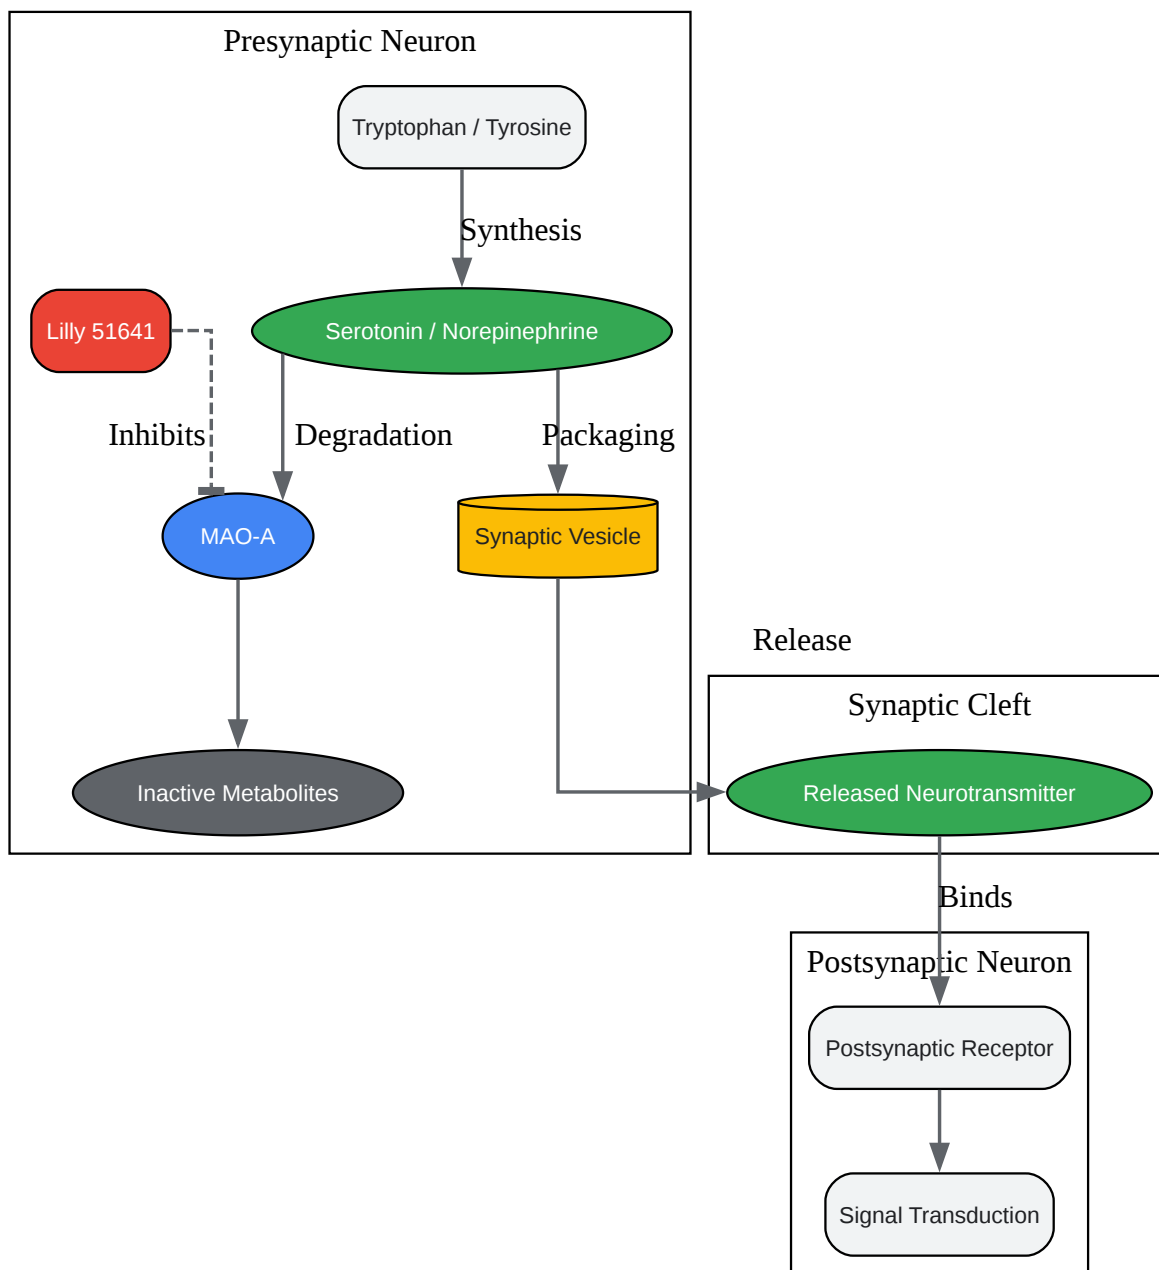 Presynaptic Neuron
Tryptophan / Tyrosine
Synthesis
Lilly 51641
Serotonin / Norepinephrine
Inhibits
Degradation
Packaging
MAO-A
Synaptic Vesicle
Release
Synaptic Cleft
Inactive Metabolites
Released Neurotransmitter
Binds
Postsynaptic Neuron
Postsynaptic Receptor
Signal Transduction